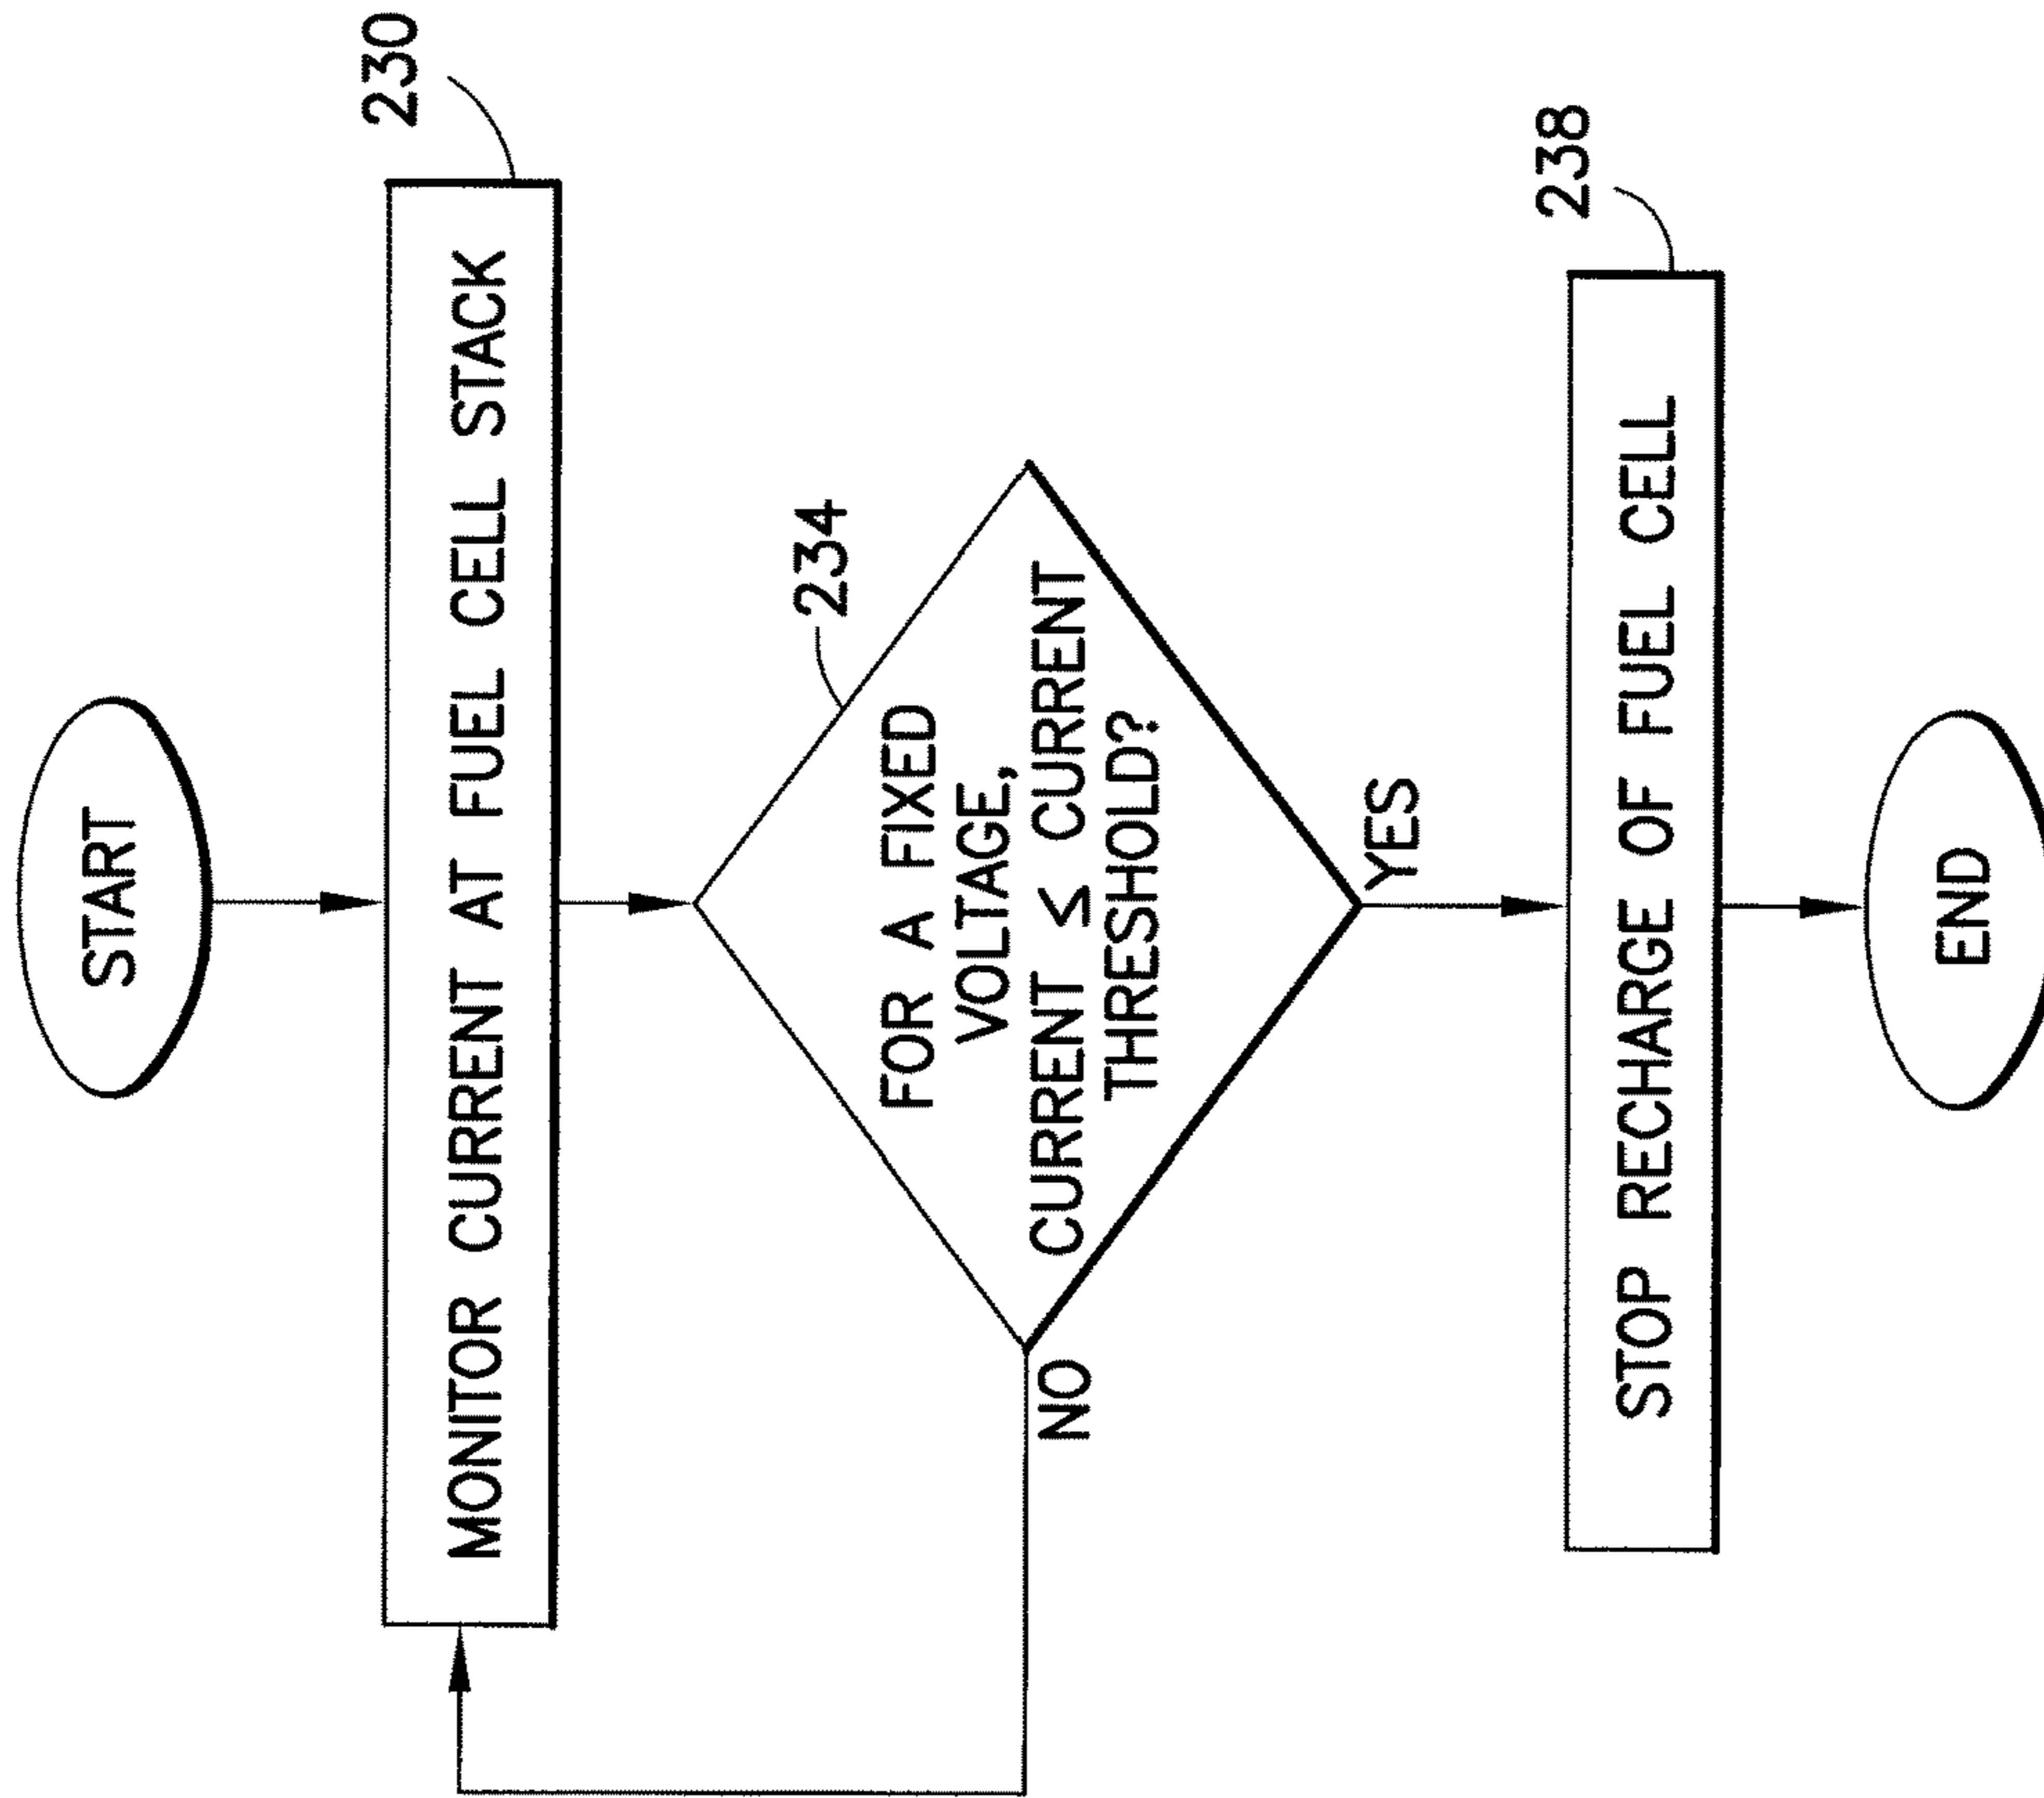 START
MONITOR CURRENT AT FUEL CELL STACK
230
234
FOR A FIXED
VOLTAGE,
CURRENT ≤ CURRENT
THRESHOLD?
NO
YES
STOP RECHARGE OF FUEL CELL
238
END